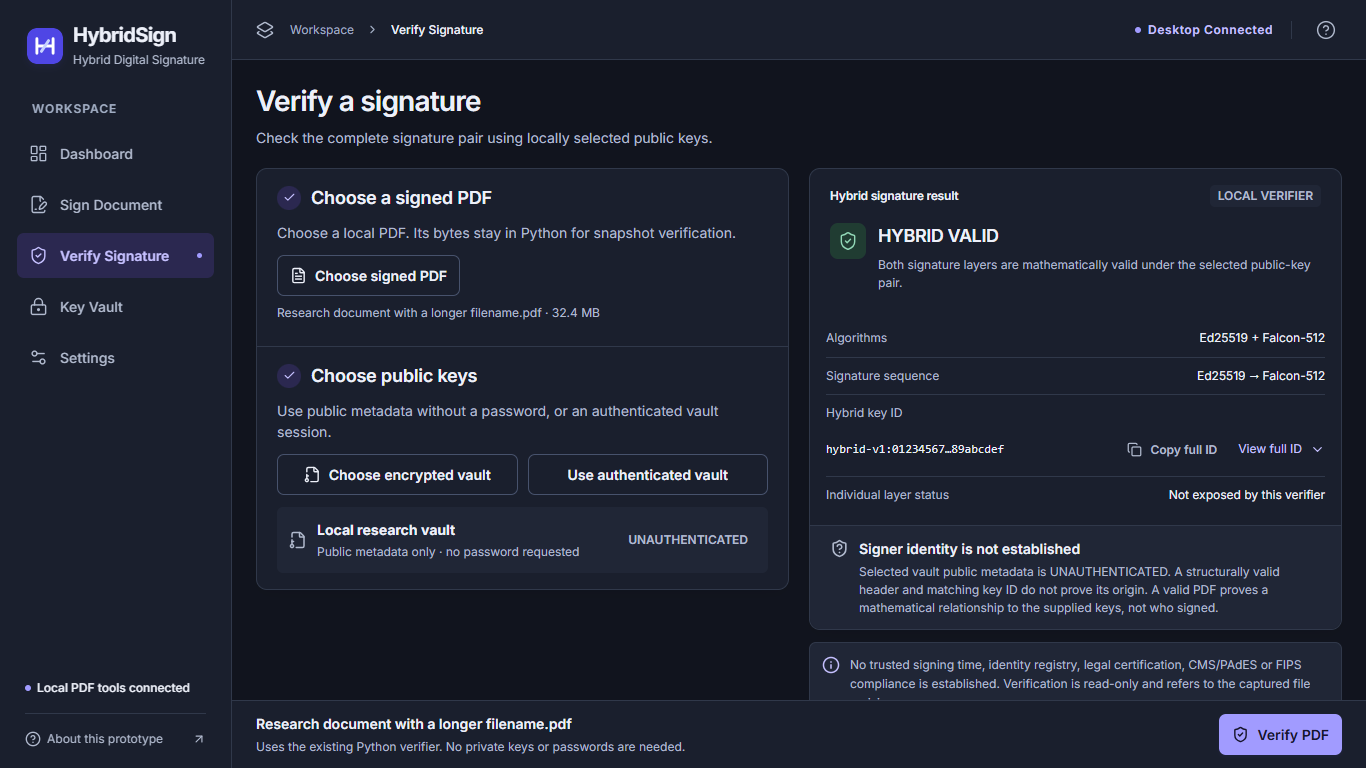 HybridSign
Hybrid Digital Signature
WORKSPACE
Dashboard
Sign Document
Verify Signature
Key Vault
Settings
Local PDF tools connected
About this prototype
Workspace
Verify Signature
Desktop Connected
Verify a signature
Check the complete signature pair using locally selected public keys.
Choose a signed PDF
Choose a local PDF. Its bytes stay in Python for snapshot verification.
Choose signed PDF
Research document with a longer filename.pdf · 32.4 MB
Choose public keys
Use public metadata without a password, or an authenticated vault
session.
Choose encrypted vault
Use authenticated vault
Local research vault
Public metadata only · no password requested
UNAUTHENTICATED
Hybrid signature result
LOCAL VERIFIER
HYBRID VALID
Both signature layers are mathematically valid under the selected public-key
pair.
Algorithms
Ed25519 + Falcon-512
Signature sequence
Ed25519 → Falcon-512
Hybrid key ID
hybrid-v1:01234567…89abcdef
Copy full ID
View full ID
Individual layer status
Not exposed by this verifier
Signer identity is not established
Selected vault public metadata is UNAUTHENTICATED. A structurally valid
header and matching key ID do not prove its origin. A valid PDF proves a
mathematical relationship to the supplied keys, not who signed.
No trusted signing time, identity registry, legal certification, CMS/PAdES or FIPS
compliance is established. Verification is read-only and refers to the captured file
Research document with a longer filename.pdf
Uses the existing Python verifier. No private keys or passwords are needed.
Verify PDF